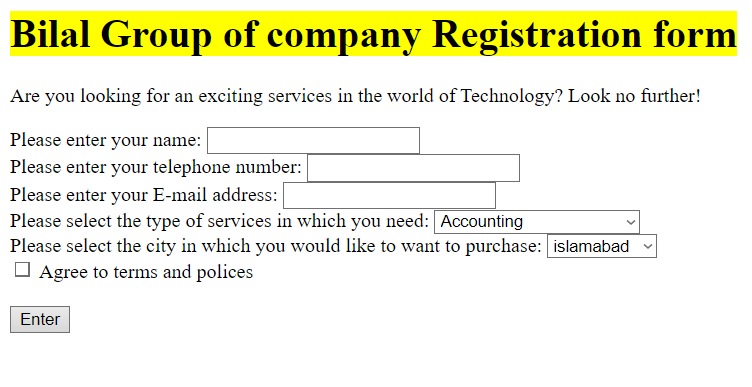 Bilal Group of company Registration form
Are you looking for an exciting services in the world of Technology? Look no further!
Please enter your name:
Please enter your telephone number:
Please enter your E-mail address:
Please select the type of services in which you need: Accounting
Please select the city in which you would like to want to purchase: islamabad
Agree to terms and polices
Enter